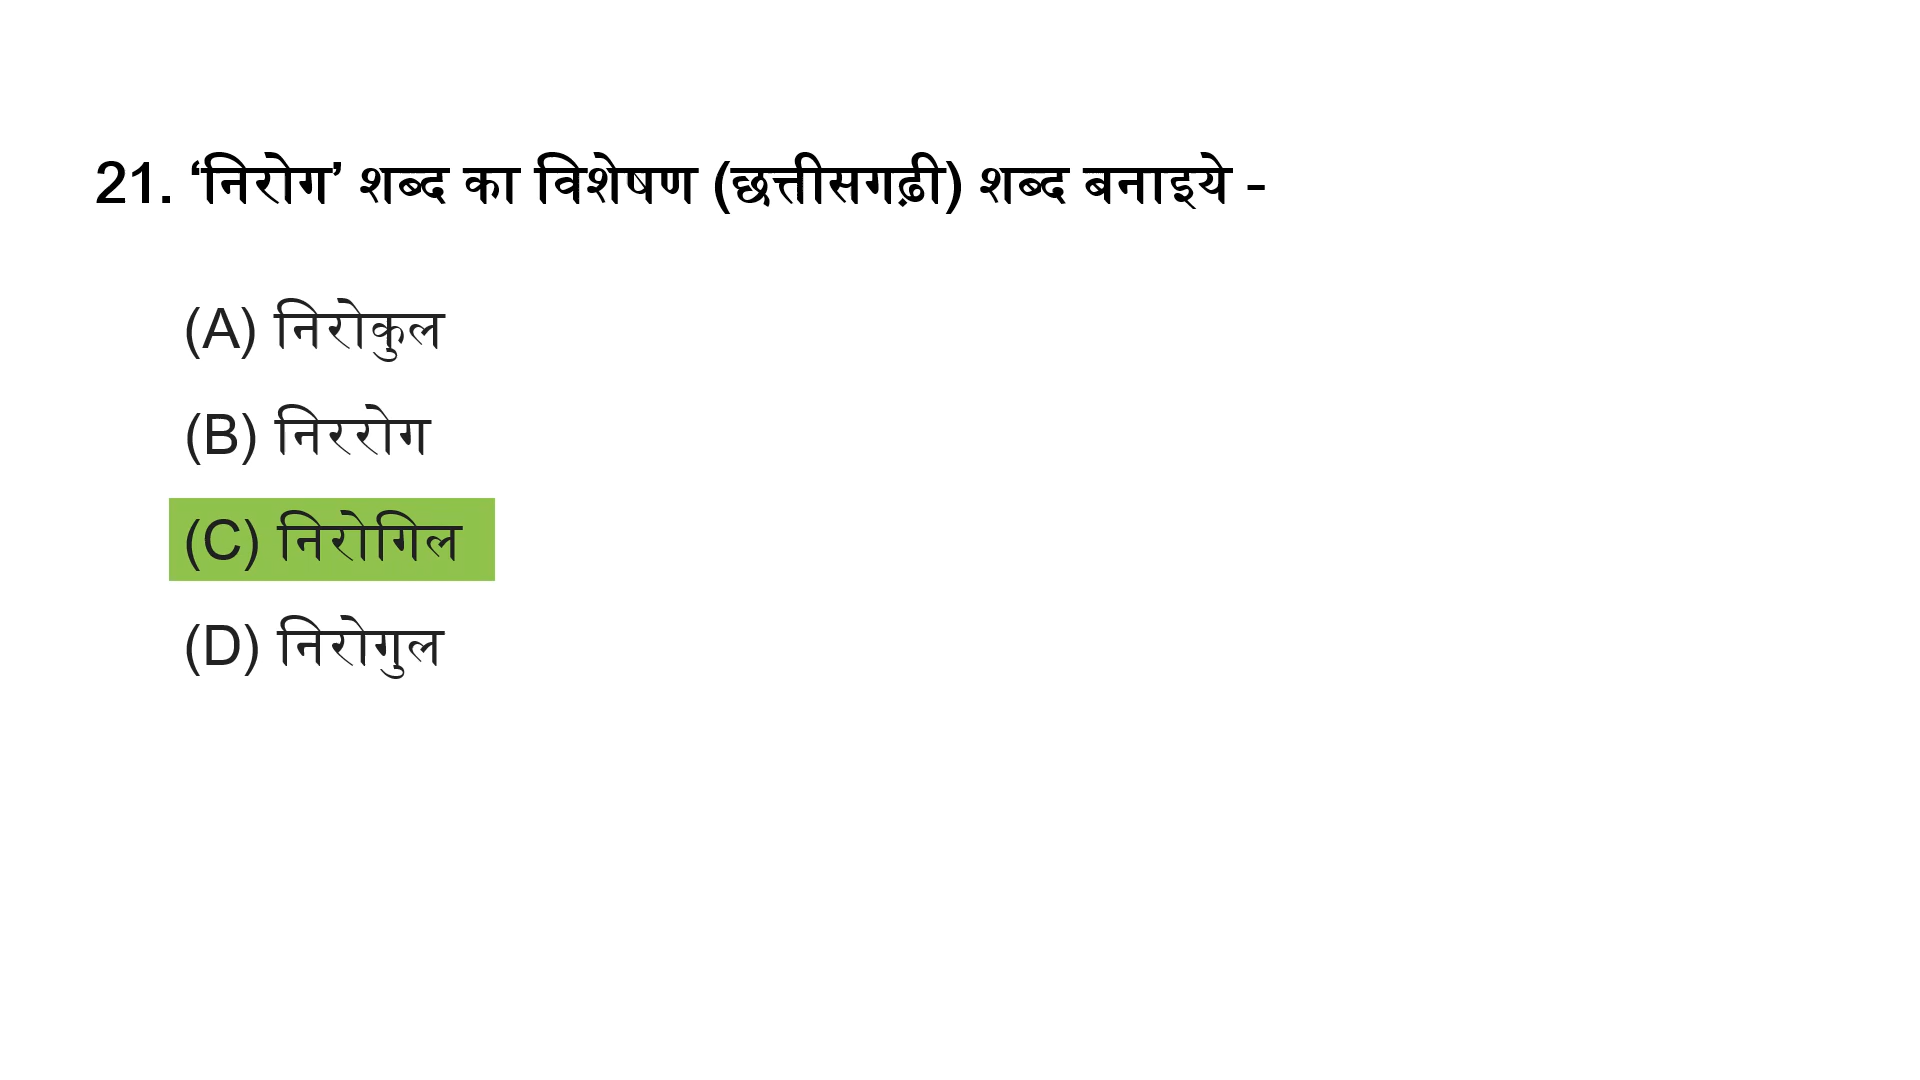 21. ‘निरोग’ शब्द का विशेषण (छत्तीसगढ़ी) शब्द बनाइये -
(A) निरोकुल
(B) निररोग
(C) निरोगिल
(D) निरोगुल